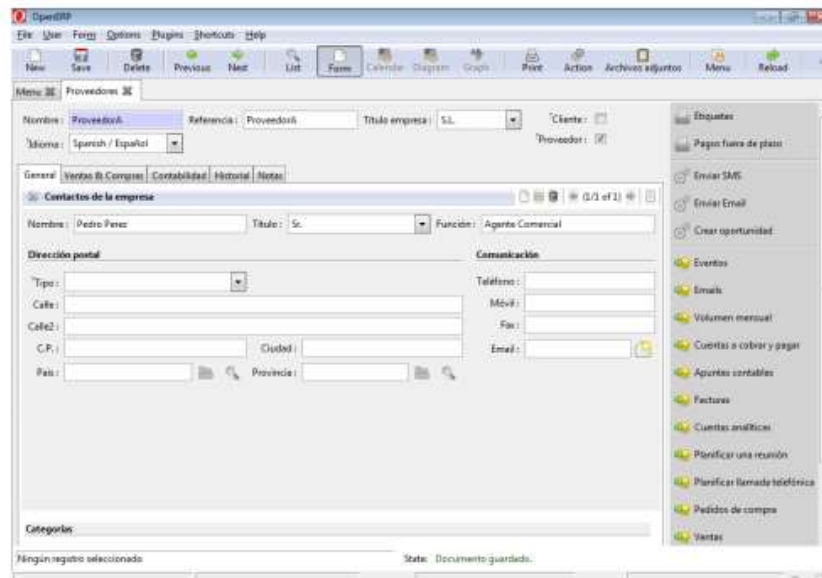 OpenERP
File User Form Options Plugins Shortcuts Help
New Save Delete Previous Next List Form Calendar Diagram Graph Print Action Archivos adjuntos Menu Reload
Menu Proveedores
Nombre : ProveedorA Referencia : ProveedorA Título empresa : S.L. ?Cliente :
?Idioma : Spanish / Español ?Proveedor :
General Ventas & Compras Contabilidad Historial Notas
Contactos de la empresa (1/1 of 1)
Nombre : Pedro Perez Título : Sr. Función : Agente Comercial
Dirección postal Comunicación
?Tipo : Teléfono :
Calle : Móvil :
Calle2 : Fax :
C.P. : Ciudad : Email :
País : Provincia :
Categorías
Ningún registro seleccionado State: Documento guardado.
Etiquetas
Pagos fuera de plazo
Enviar SMS
Enviar Email
Crear oportunidad
Eventos
Emails
Volumen mensual
Cuentas a cobrar y pagar
Apuntes contables
Facturas
Cuentas analíticas
Planificar una reunión
Planificar llamada telefónica
Pedidos de compra
Ventas